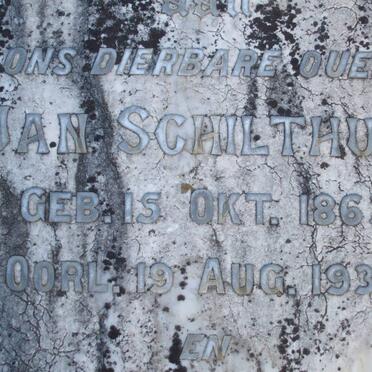 ONS DIERBARE OUE
JAN SCHILTHU
GEB. 15 OKT. 186
OORL. 19 AUG. 193
EN